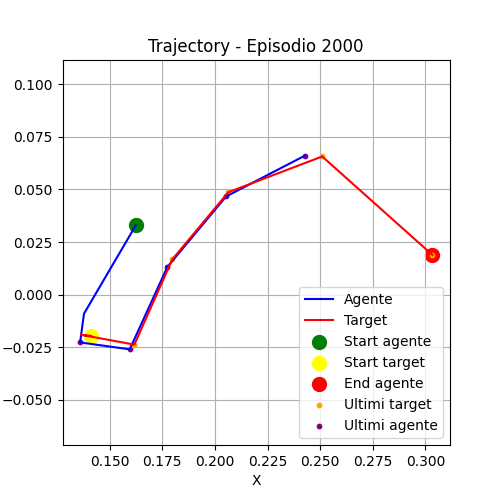 Trajectory - Episodio 2000
0.100
0.075
0.050
0.025
0.000
−0.025
−0.050
0.150
0.175
0.200
0.225
0.250
0.275
0.300
X
Agente
Target
Start agente
Start target
End agente
Ultimi target
Ultimi agente